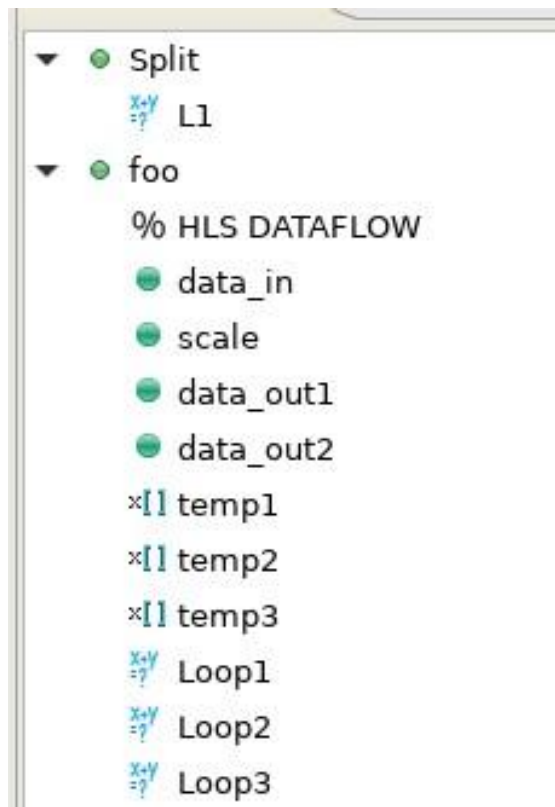 Split
L1
foo
% HLS DATAFLOW
data_in
scale
data_out1
data_out2
x[] temp1
x[] temp2
x[] temp3
Loop1
Loop2
Loop3